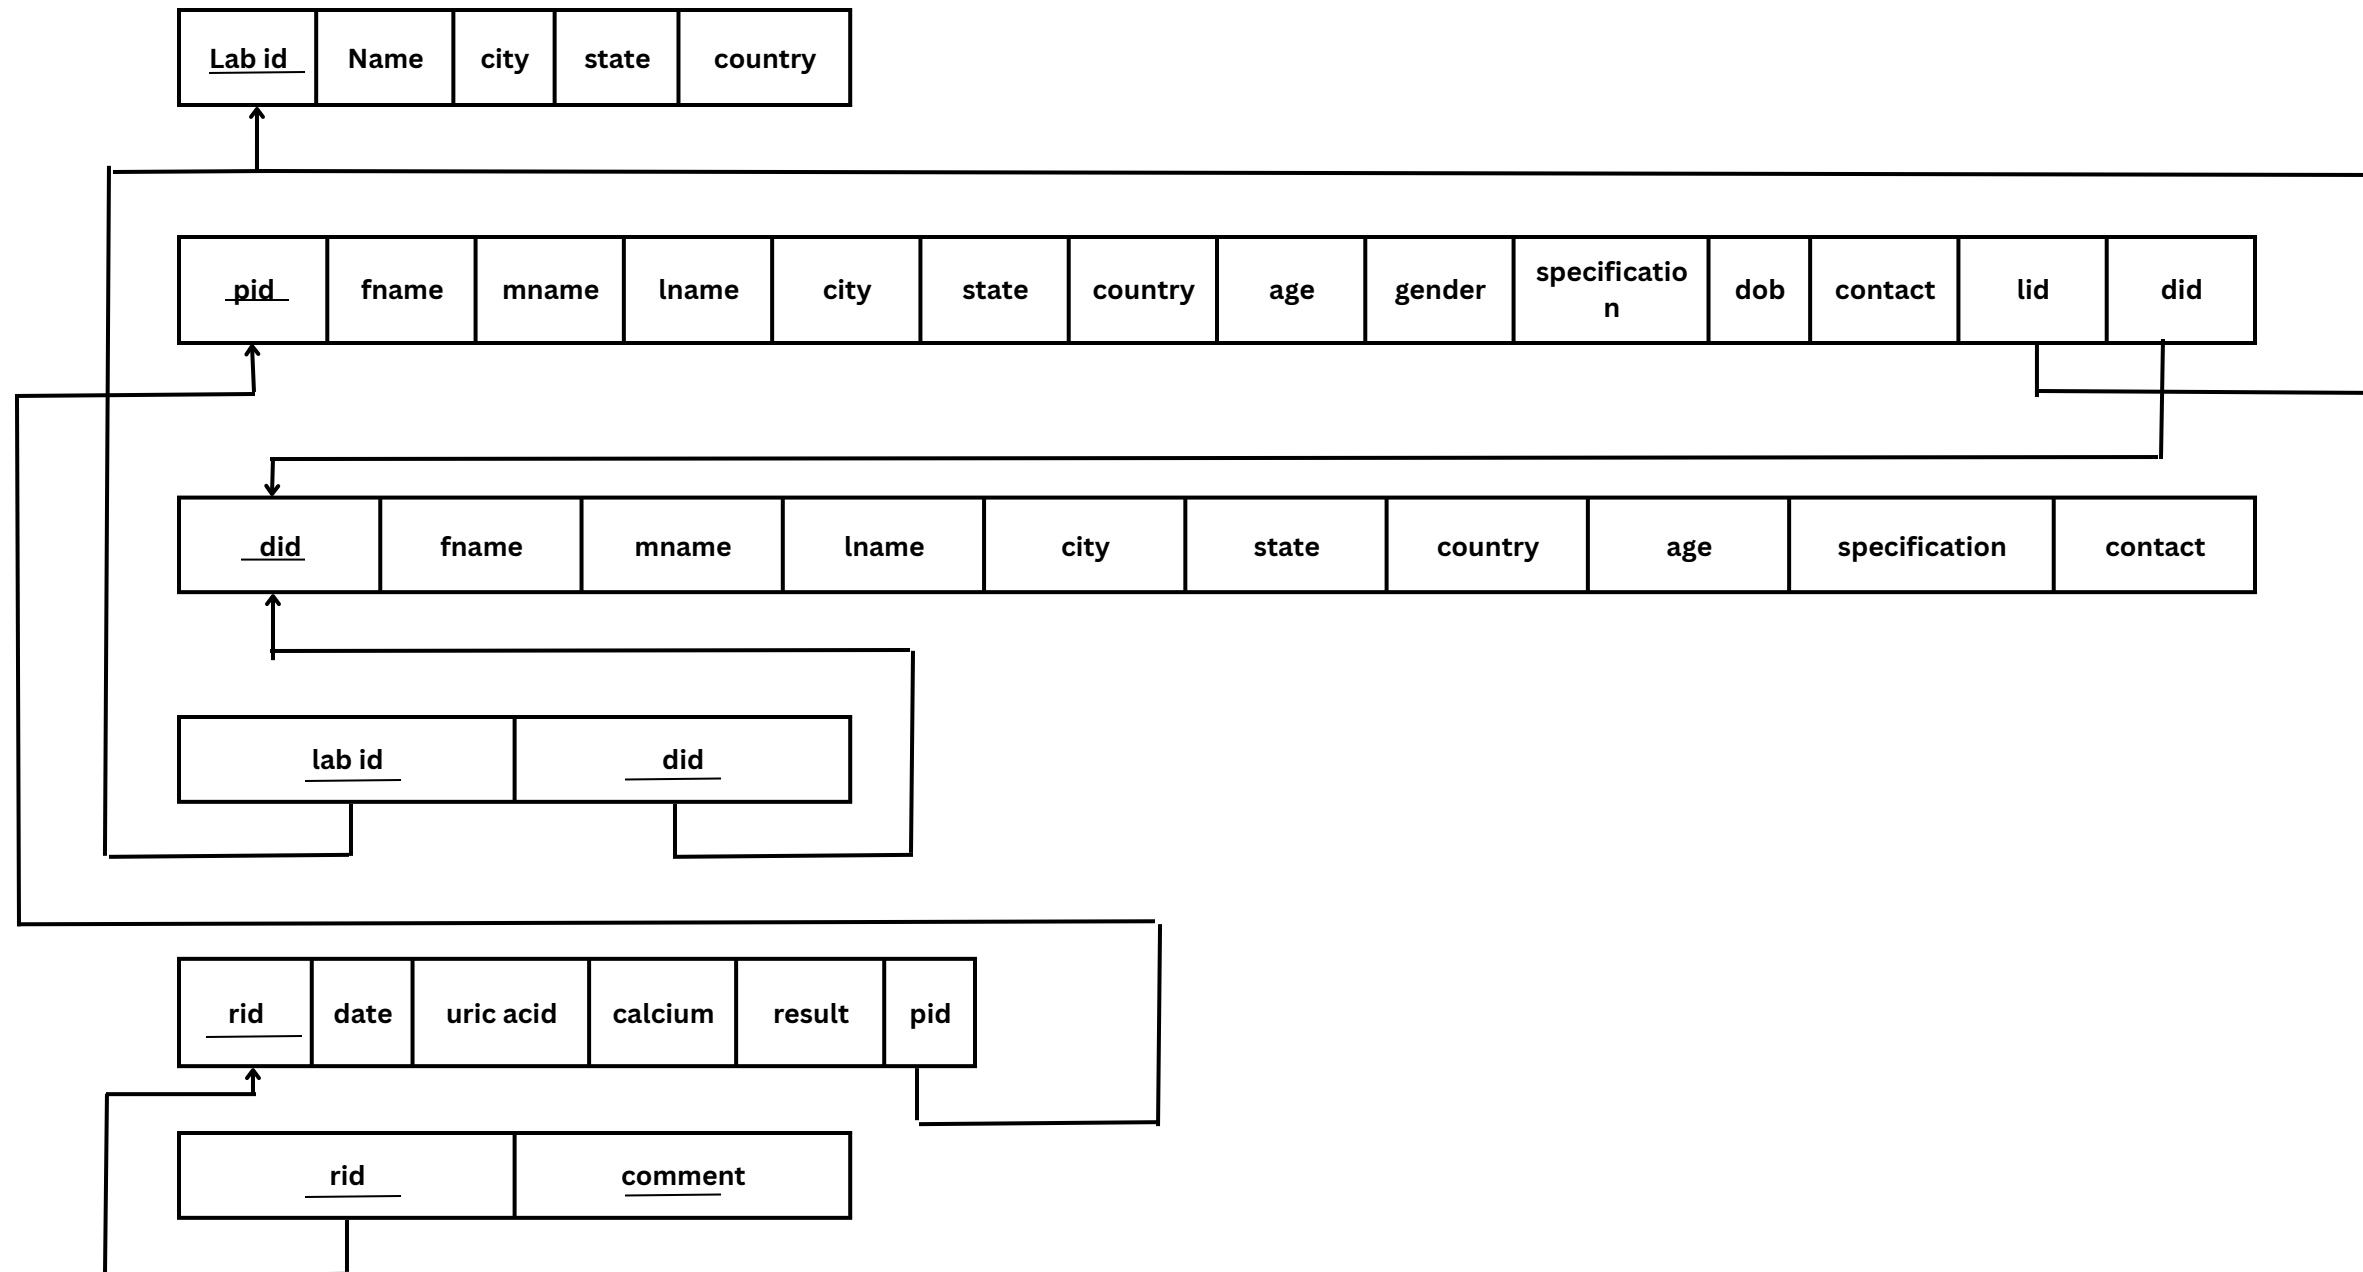 Lab id Name city state country
pid fname mname lname city state country age gender specificatio dob contact lid did
n
did fname mname lname city state country age specification contact
lab id did
rid date uric acid calcium result pid
rid comment